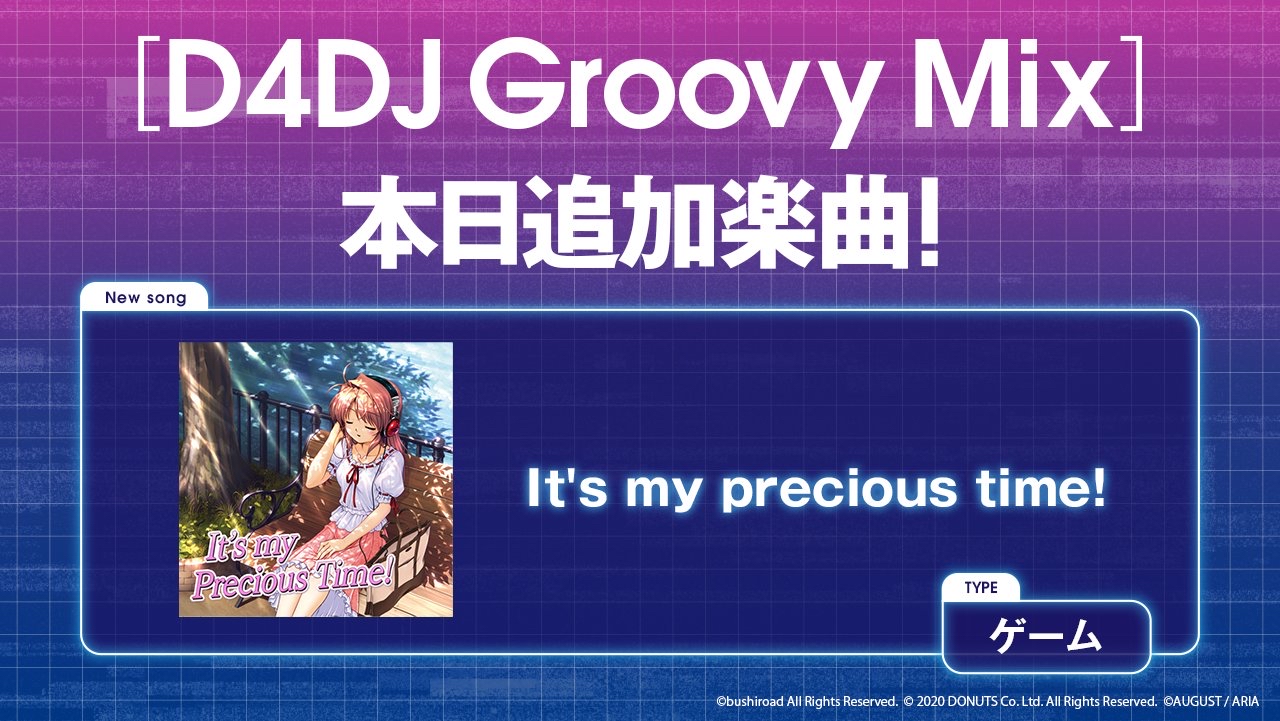 [D4DJ Groovy Mix]
本日追加楽曲!
New song
It's my
Precious Time!
It's my precious time!
TYPE
ゲーム
©bushiroad All Rights Reserved. © 2020 DONUTS Co. Ltd. All Rights Reserved. ©AUGUST / ARIA